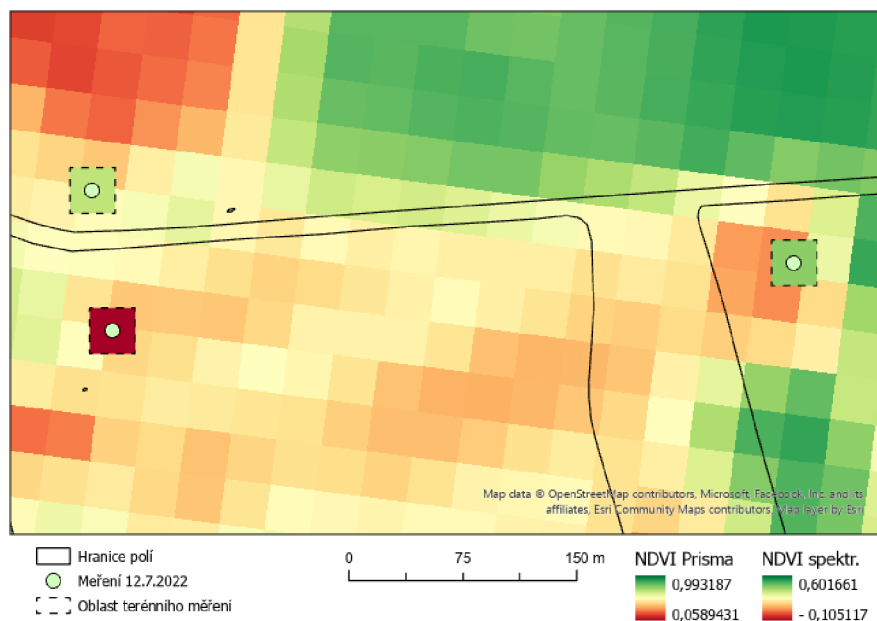 Map data © OpenStreetMap contributors, Microsoft, Facebook, Inc. and its
affiliates, Esri Community Maps contributors, Map layer by Esri
Hranice polí
Meření 12.7.2022
Oblast terénního měření
0 75 150 m
NDVI Prisma
0,993187
0,0589431
NDVI spektr.
0,601661
- 0,105117